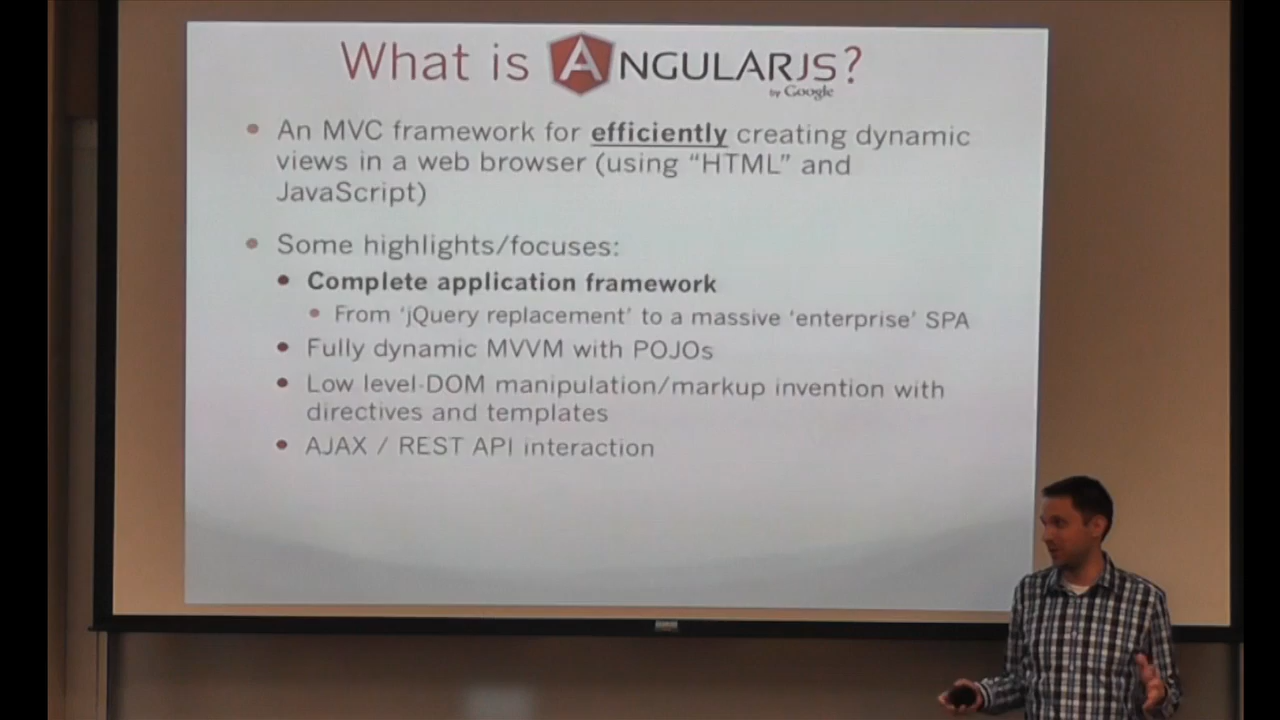 What is ANGULARJS?
by Google
• An MVC framework for efficiently creating dynamic
views in a web browser (using “HTML” and
JavaScript)
• Some highlights/focuses:
• Complete application framework
• From ‘jQuery replacement’ to a massive ‘enterprise’ SPA
• Fully dynamic MVVM with POJOs
• Low level-DOM manipulation/markup invention with
directives and templates
• AJAX / REST API interaction